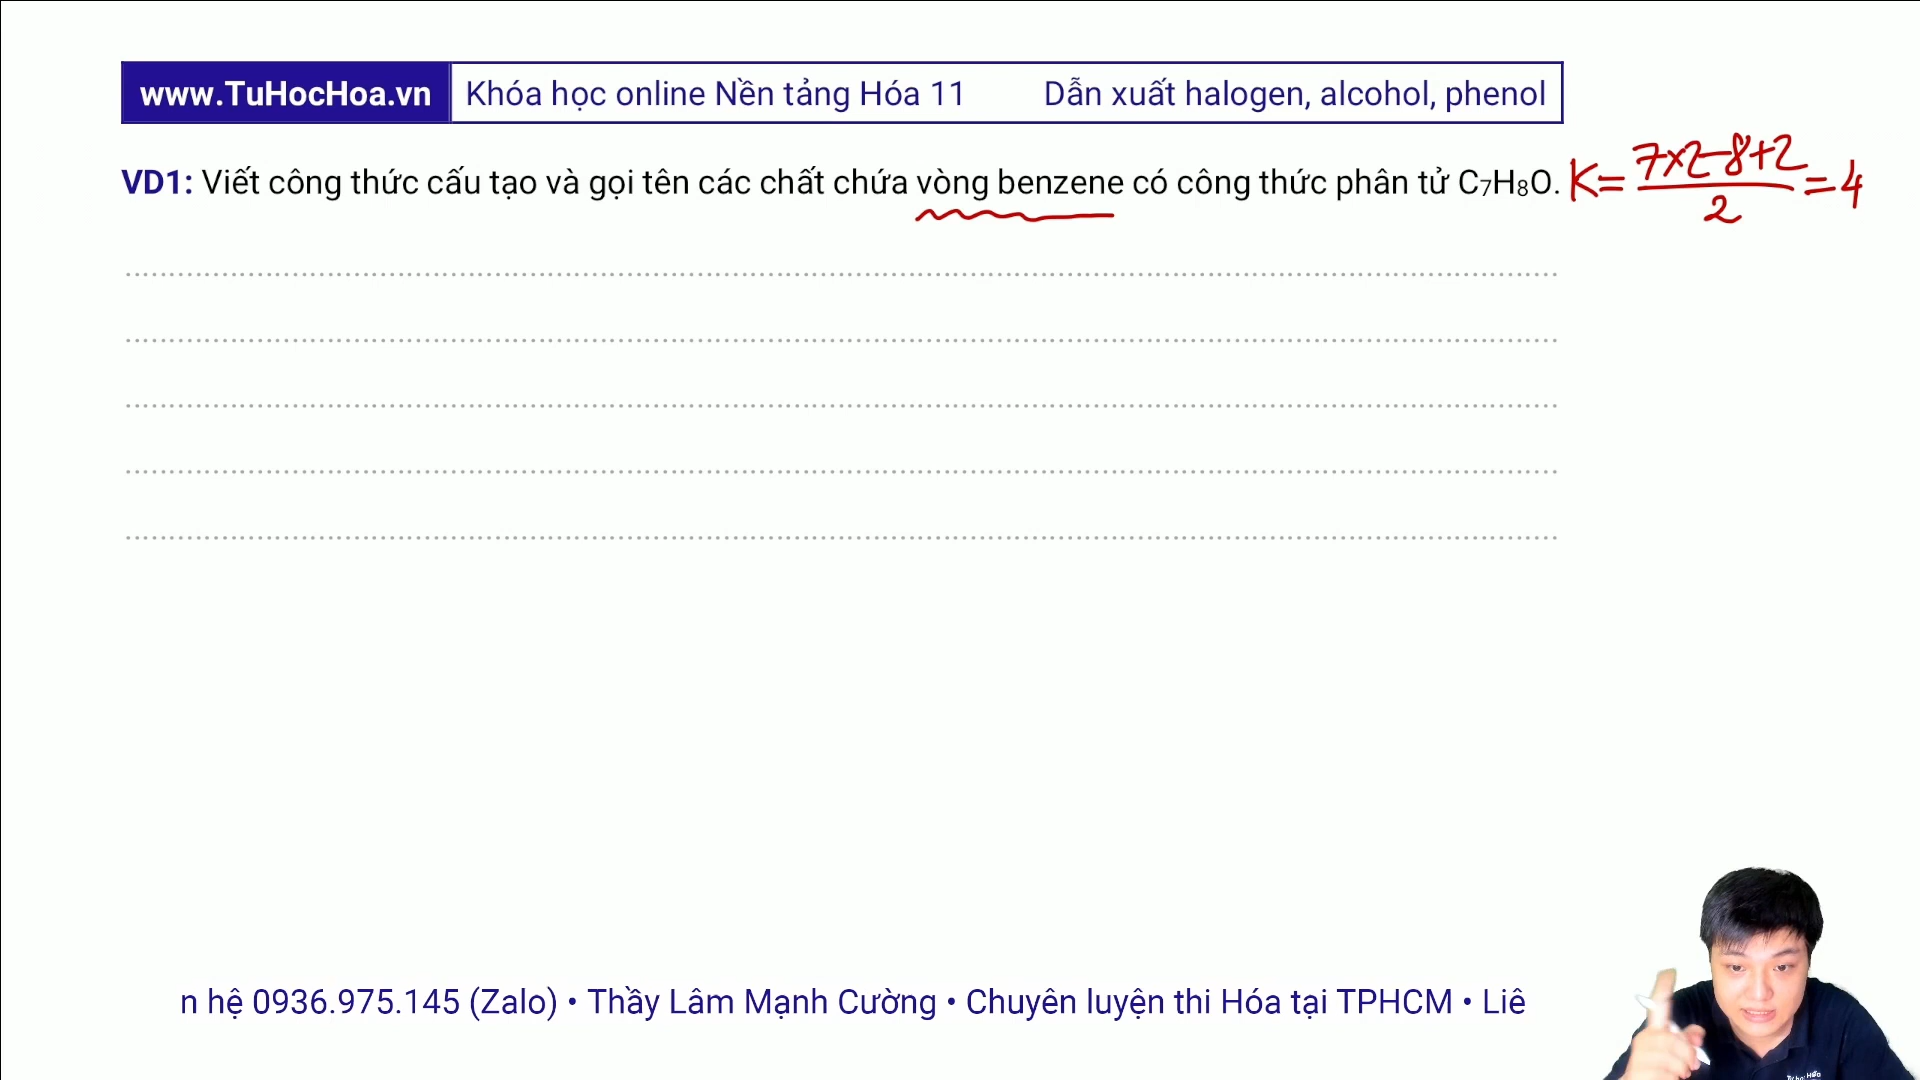 www.TuHocHoa.vn Khóa học online Nền tảng Hóa 11 Dẫn xuất halogen, alcohol, phenol
VD1: Viết công thức cấu tạo và gọi tên các chất chứa vòng benzene có công thức phân tử C₇H₈O. K = (7x2-8+2)/2 = 4
n hệ 0936.975.145 (Zalo) • Thầy Lâm Mạnh Cường • Chuyên luyện thi Hóa tại TPHCM • Liê